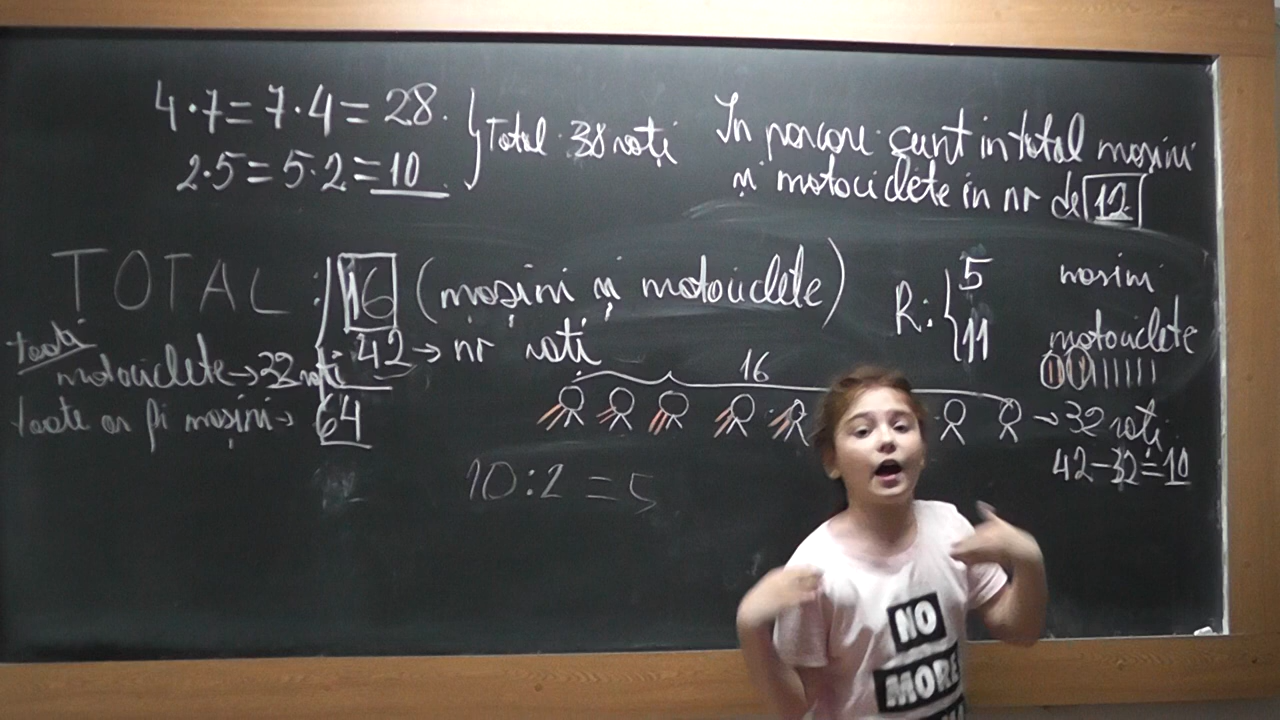 4·7=7·4=28.
2·5=5·2=10
Total 38 roți
In parcare sunt in total mașini
și motociclete in nr de 12
TOTAL : 16 (mașini și motociclete)
42 → nr roți
toate
motociclete → 32 roți
toate ar fi mașini → 64
R: 5 masini
11 motociclete
16
→ 32 roți
42-32=10
10:2=5
NO
MORE